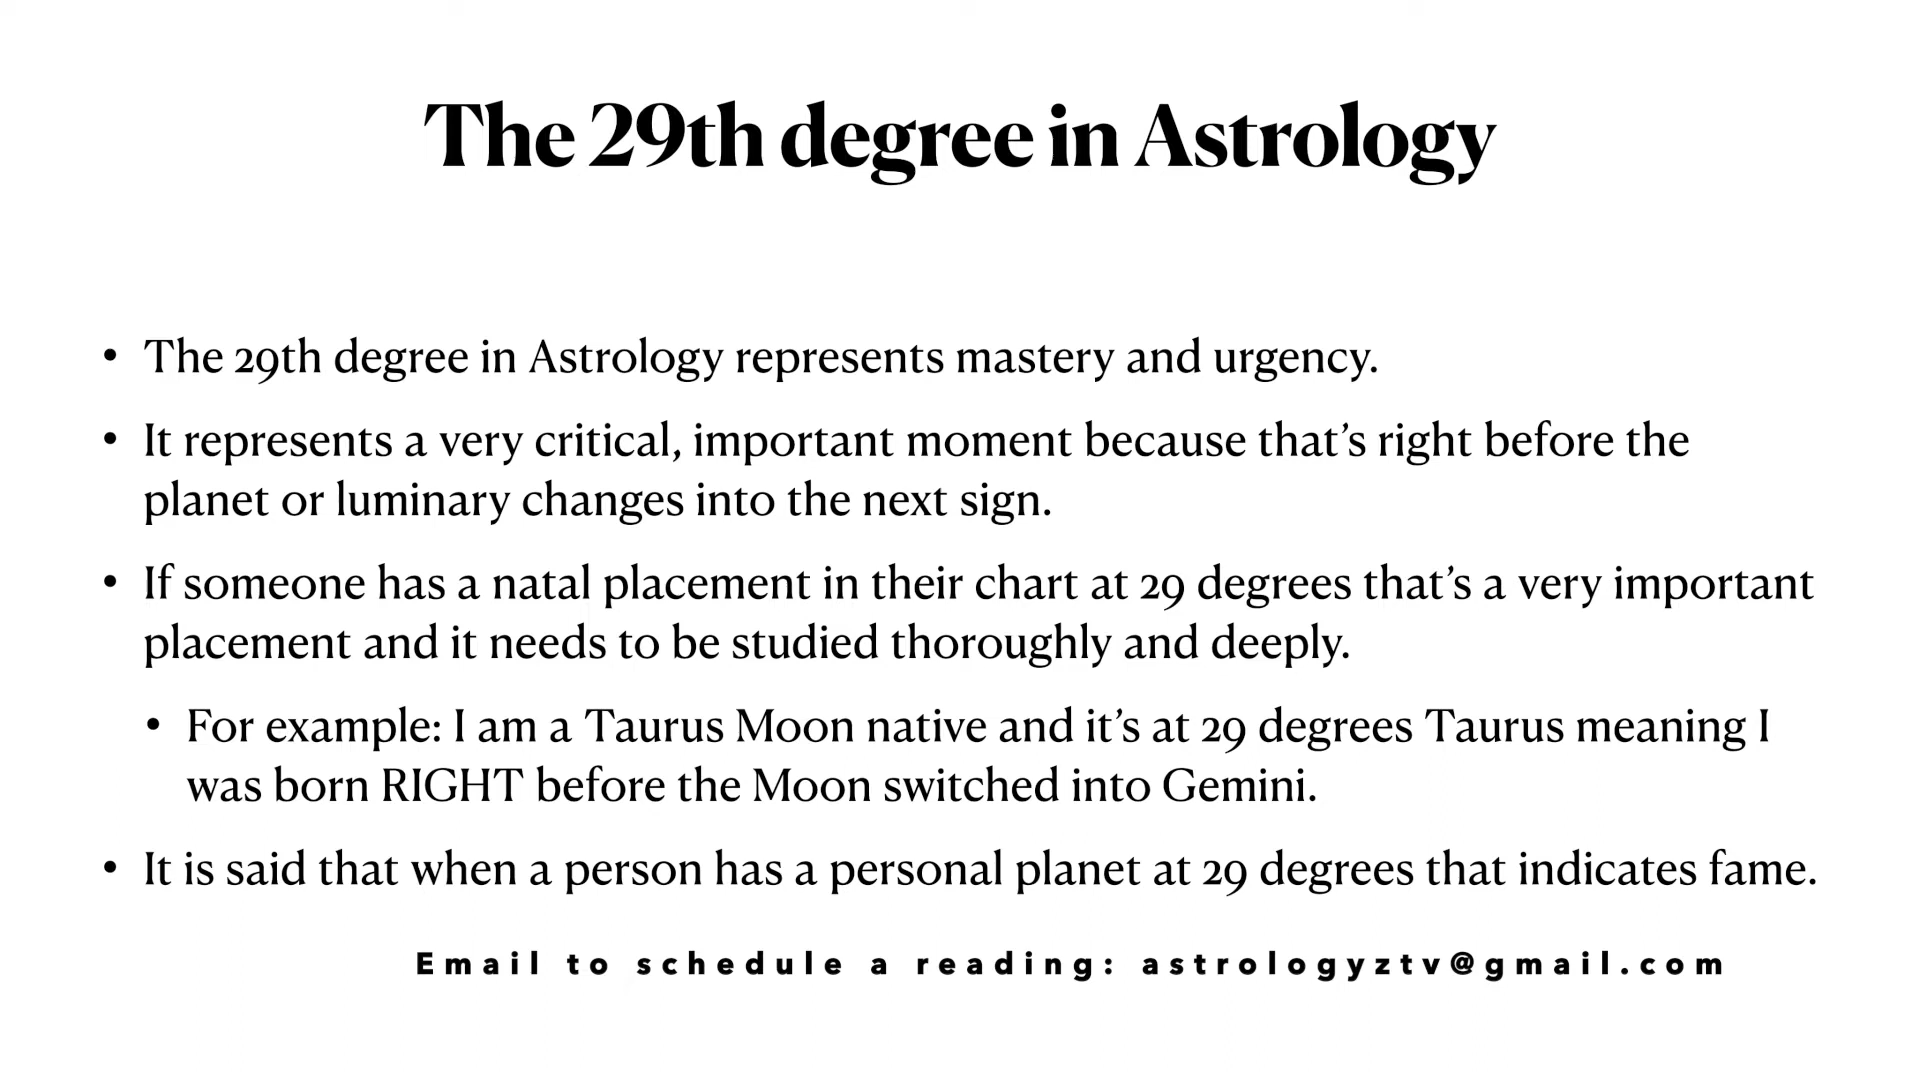 The 29th degree in Astrology
• The 29th degree in Astrology represents mastery and urgency.
• It represents a very critical, important moment because that’s right before the
planet or luminary changes into the next sign.
• If someone has a natal placement in their chart at 29 degrees that’s a very important
placement and it needs to be studied thoroughly and deeply.
• For example: I am a Taurus Moon native and it’s at 29 degrees Taurus meaning I
was born RIGHT before the Moon switched into Gemini.
• It is said that when a person has a personal planet at 29 degrees that indicates fame.
Email to schedule a reading: astrologyztv@gmail.com